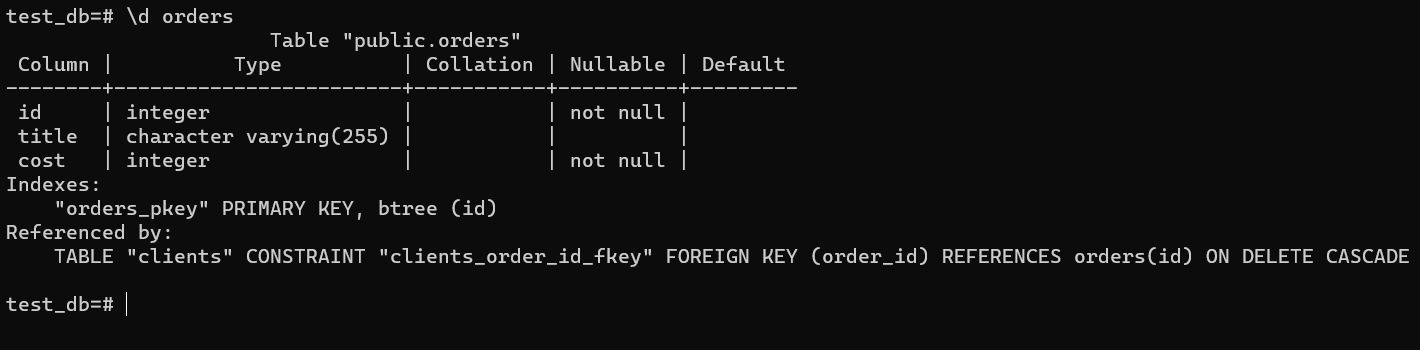 test_db=# \d orders
                      Table "public.orders"
 Column |          Type          | Collation | Nullable | Default
--------+------------------------+-----------+----------+---------
 id     | integer                |           | not null |
 title  | character varying(255) |           |          |
 cost   | integer                |           | not null |
Indexes:
    "orders_pkey" PRIMARY KEY, btree (id)
Referenced by:
    TABLE "clients" CONSTRAINT "clients_order_id_fkey" FOREIGN KEY (order_id) REFERENCES orders(id) ON DELETE CASCADE
test_db=#